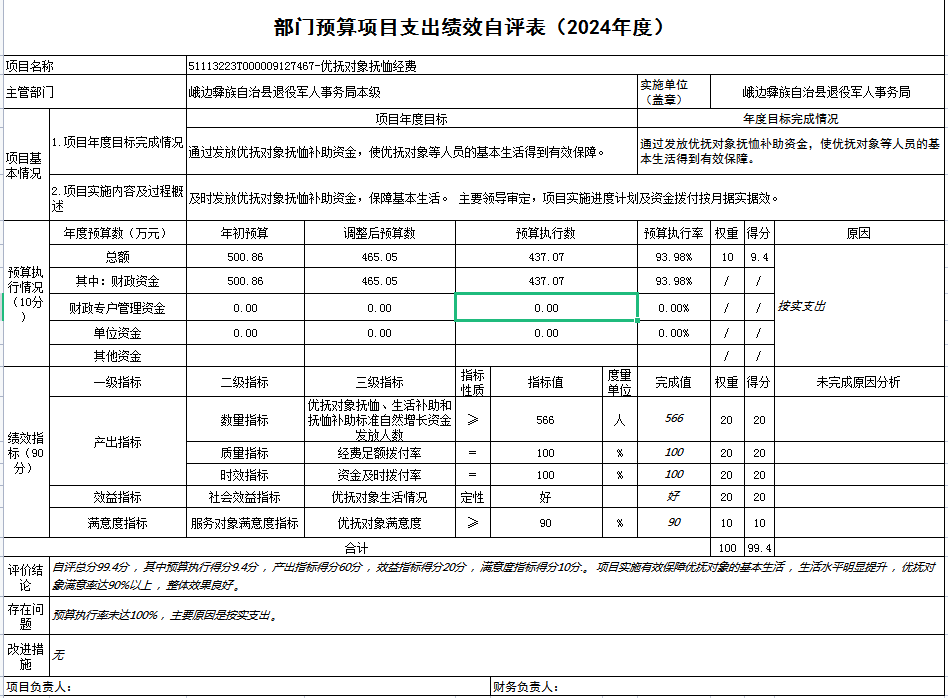 部门预算项目支出绩效自评表（2024年度）
项目名称 51113223T000009127467-优抚对象抚恤经费
主管部门 峨边彝族自治县退役军人事务局本级 实施单位（盖章） 峨边彝族自治县退役军人事务局
项目基本情况
1.项目年度目标完成情况
项目年度目标 年度目标完成情况
通过发放优抚对象抚恤补助资金，使优抚对象等人员的基本生活得到有效保障。
通过发放优抚对象抚恤补助资金，使优抚对象等人员的基
本生活得到有效保障。
2.项目实施内容及过程概
述
及时发放优抚对象抚恤补助资金，保障基本生活。 主要领导审定，项目实施进度计划及资金拨付按月据实据效。
预算执行情况（10分）
年度预算数（万元） 年初预算 调整后预算数 预算执行数 预算执行率 权重 得分 原因
总额 500.86 465.05 437.07 93.98% 10 9.4
其中：财政资金 500.86 465.05 437.07 93.98% / /
财政专户管理资金 0.00 0.00 0.00 0.00% / / 按实支出
单位资金 0.00 0.00 0.00 0.00% / /
其他资金 / /
绩效指标（90分）
一级指标 二级指标 三级指标 指标性质 指标值 度量单位 完成值 权重 得分 未完成原因分析
产出指标
数量指标 优抚对象抚恤、生活补助和抚恤补助标准自然增长资金发放人数 ≥ 566 人 566 20 20
质量指标 经费足额拨付率 = 100 % 100 20 20
时效指标 资金及时拨付率 = 100 % 100 20 20
效益指标 社会效益指标 优抚对象生活情况 定性 好 好 20 20
满意度指标 服务对象满意度指标 优抚对象满意度 ≥ 90 % 90 10 10
合计 100 99.4
评价结论
自评总分99.4分，其中预算执行得分9.4分，产出指标得分60分，效益指标得分20分，满意度指标得分10分.。项目实施有效保障优抚对象的基本生活，生活水平明显提升，优抚对
象满意率达90%以上，整体效果良好。
存在问题
预算执行率未达100%，主要原因是按实支出。
改进措施
无
项目负责人： 财务负责人：